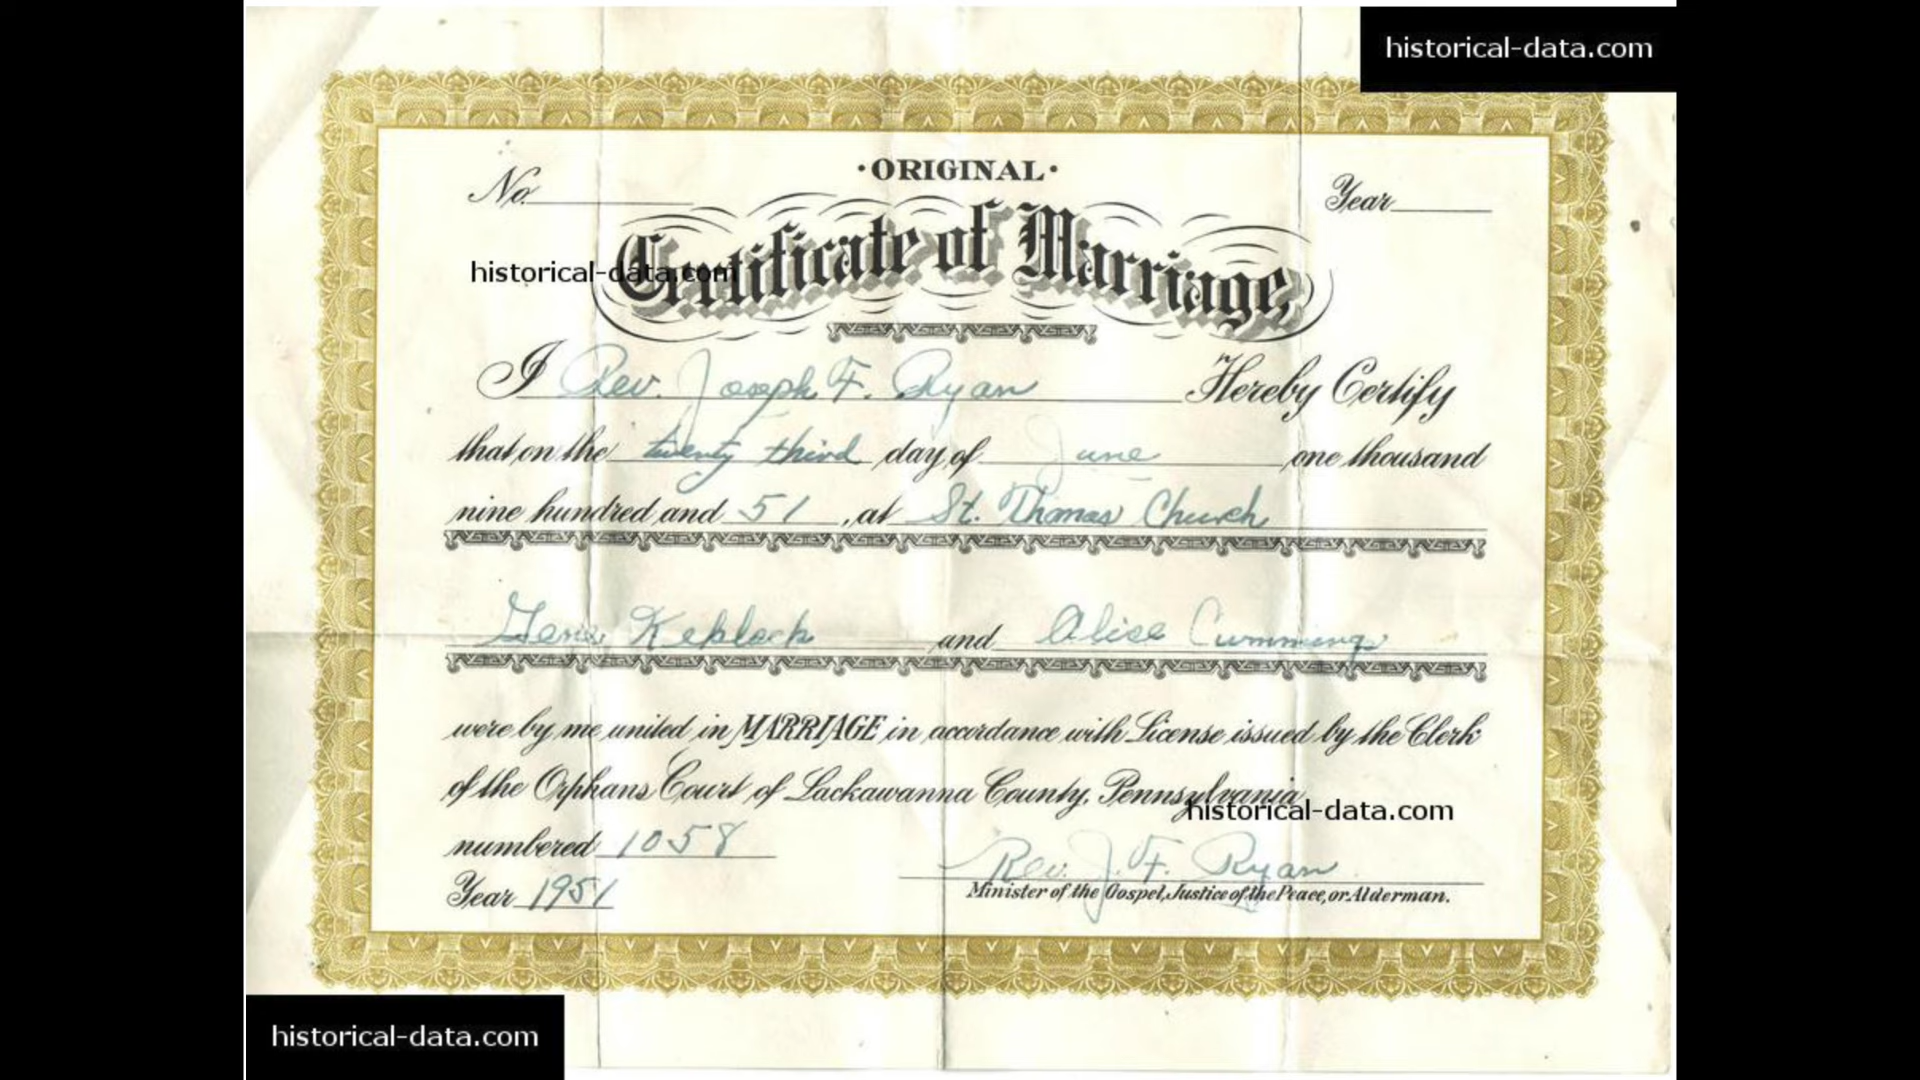 historical-data.com
·ORIGINAL·
No. Year
Certificate of Marriage
historical-data.com
I Rev. Joseph F. Ryan Hereby Certify
that on the twenty third day of June one thousand
nine hundred and 51, at St. Thomas Church
and Alice Cummings
were by me united in MARRIAGE in accordance with License issued by the Clerk
of the Orphans Court of Lackawanna County, Pennsylvania
historical-data.com
numbered 1058
Rev. J. F. Ryan
Year 1951
Minister of the Gospel, Justice of the Peace, or Alderman.
historical-data.com